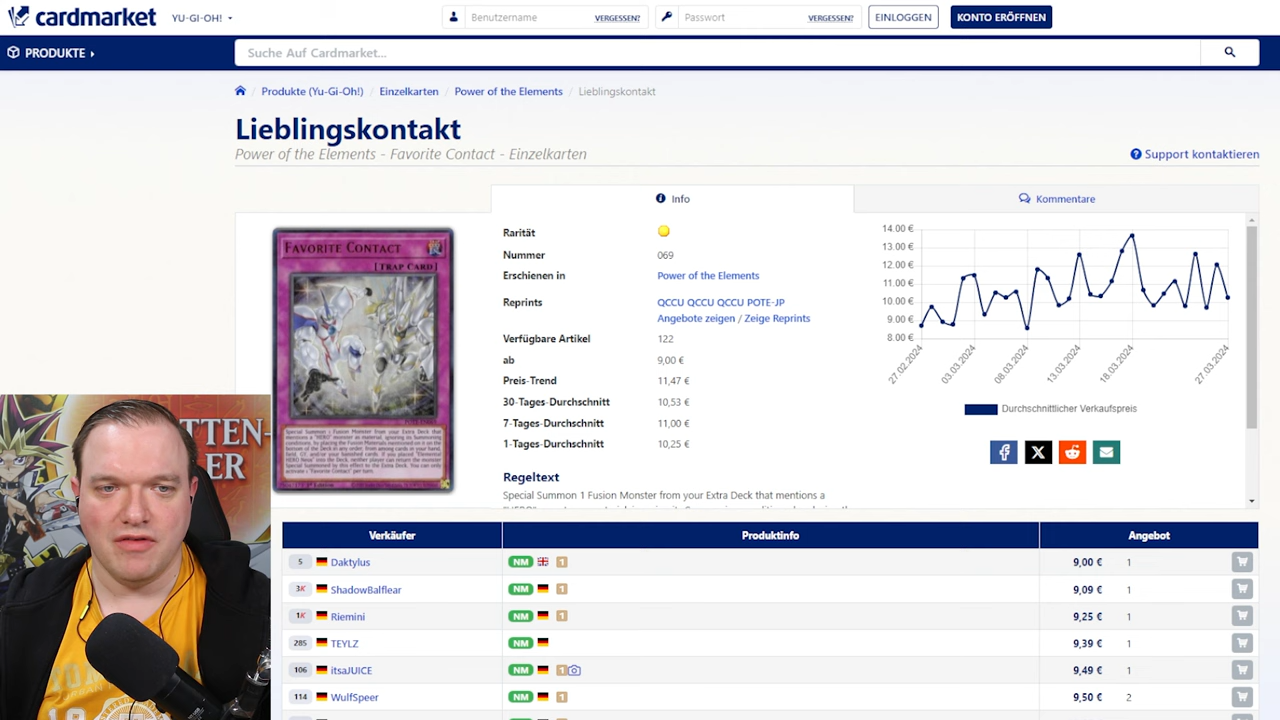 cardmarket
YU-GI-OH!
Benutzername
VERGESSEN?
Passwort
VERGESSEN?
EINLOGGEN
KONTO ERÖFFNEN
PRODUKTE
Suche Auf Cardmarket...
Produkte (Yu-Gi-Oh!) / Einzelkarten / Power of the Elements / Lieblingskontakt
Lieblingskontakt
Power of the Elements - Favorite Contact - Einzelkarten
Support kontaktieren
Info
Kommentare
FAVORITE CONTACT
[TRAP CARD]
Rarität
Nummer 069
Erschienen in Power of the Elements
Reprints QCCU QCCU QCCU POTE-JP
Angebote zeigen / Zeige Reprints
Verfügbare Artikel 122
ab 9,00 €
Preis-Trend 11,47 €
30-Tages-Durchschnitt 10,53 €
7-Tages-Durchschnitt 11,00 €
1-Tages-Durchschnitt 10,25 €
Regeltext
Special Summon 1 Fusion Monster from your Extra Deck that mentions a
14.00 €
13.00 €
12.00 €
11.00 €
10.00 €
9.00 €
8.00 €
27.02.2024
03.03.2024
08.03.2024
13.03.2024
18.03.2024
27.03.2024
Durchschnittlicher Verkaufspreis
Verkäufer Produktinfo Angebot
5 Daktylus NM 1 9,00 € 1
3K ShadowBalflear NM 1 9,09 € 1
1K Riemini NM 1 9,25 € 1
285 TEYLZ NM 9,39 € 1
106 itsaJUICE NM 1 9,49 € 1
114 WulfSpeer NM 1 9,50 € 2